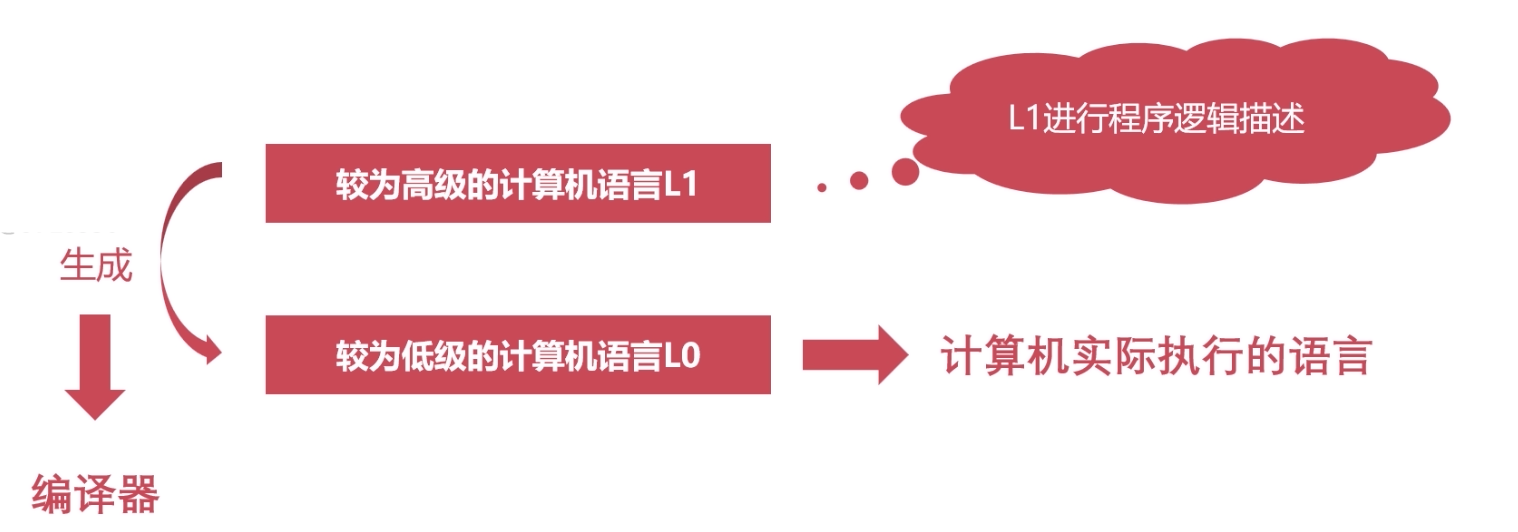 L1进行程序逻辑描述
较为高级的计算机语言L1
生成
较为低级的计算机语言L0
计算机实际执行的语言
编译器